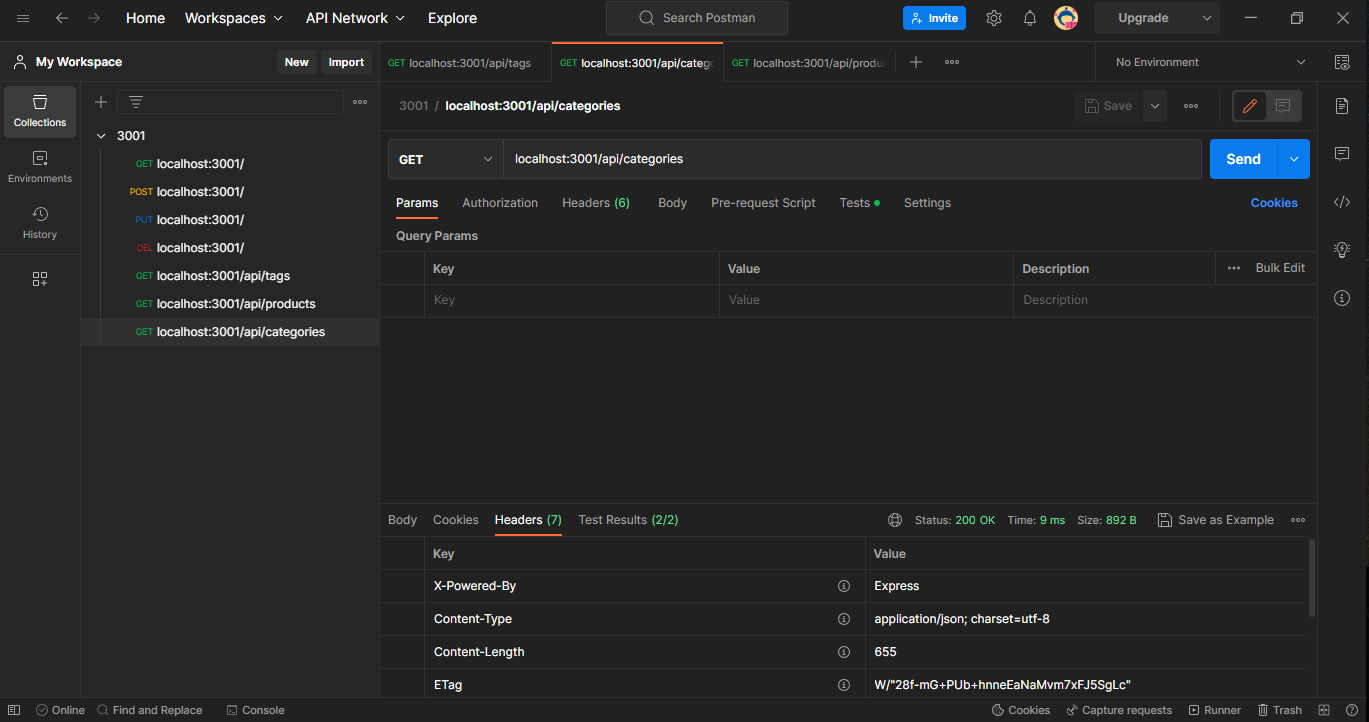 Home Workspaces API Network Explore Search Postman Invite Upgrade
My Workspace New Import GET localhost:3001/api/tags GET localhost:3001/api/categ GET localhost:3001/api/produ No Environment
Collections
Environments
History
3001
GET localhost:3001/
POST localhost:3001/
PUT localhost:3001/
DEL localhost:3001/
GET localhost:3001/api/tags
GET localhost:3001/api/products
GET localhost:3001/api/categories
3001 / localhost:3001/api/categories Save
GET localhost:3001/api/categories Send
Params Authorization Headers (6) Body Pre-request Script Tests Settings Cookies
Query Params
Key Value Description Bulk Edit
Key Value Description
Body Cookies Headers (7) Test Results (2/2) Status: 200 OK Time: 9 ms Size: 892 B Save as Example
Key Value
X-Powered-By Express
Content-Type application/json; charset=utf-8
Content-Length 655
ETag W/"28f-mG+PUb+hnneEaNaMvm7xFJ5SgLc"
Online Find and Replace Console Cookies Capture requests Runner Trash